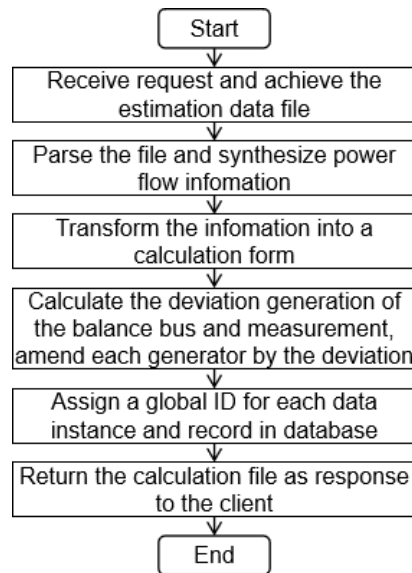 Start
Receive request and achieve the
estimation data file
Parse the file and synthesize power
flow infomation
Transform the infomation into a
calculation form
Calculate the deviation generation of
the balance bus and measurement,
amend each generator by the deviation
Assign a global ID for each data
instance and record in database
Return the calculation file as response
to the client
End